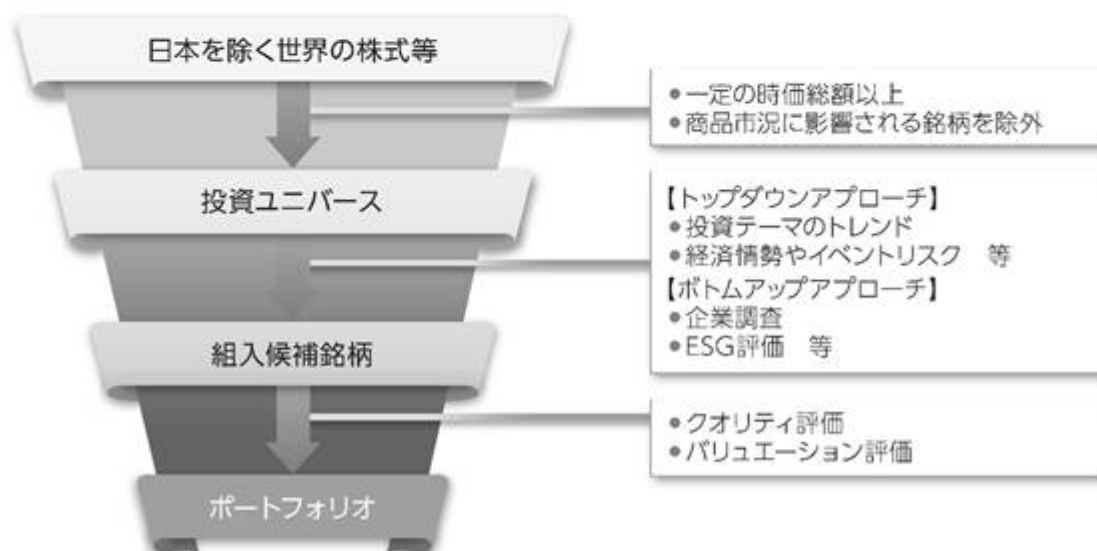 日本を除く世界の株式等
●一定の時価総額以上
●商品市況に影響される銘柄を除外
投資ユニバース
【トップダウンアプローチ】
●投資テーマのトレンド
●経済情勢やイベントリスク　等
【ボトムアップアプローチ】
●企業調査
●ESG評価　等
組入候補銘柄
●クオリティ評価
●バリュエーション評価
ポートフォリオ